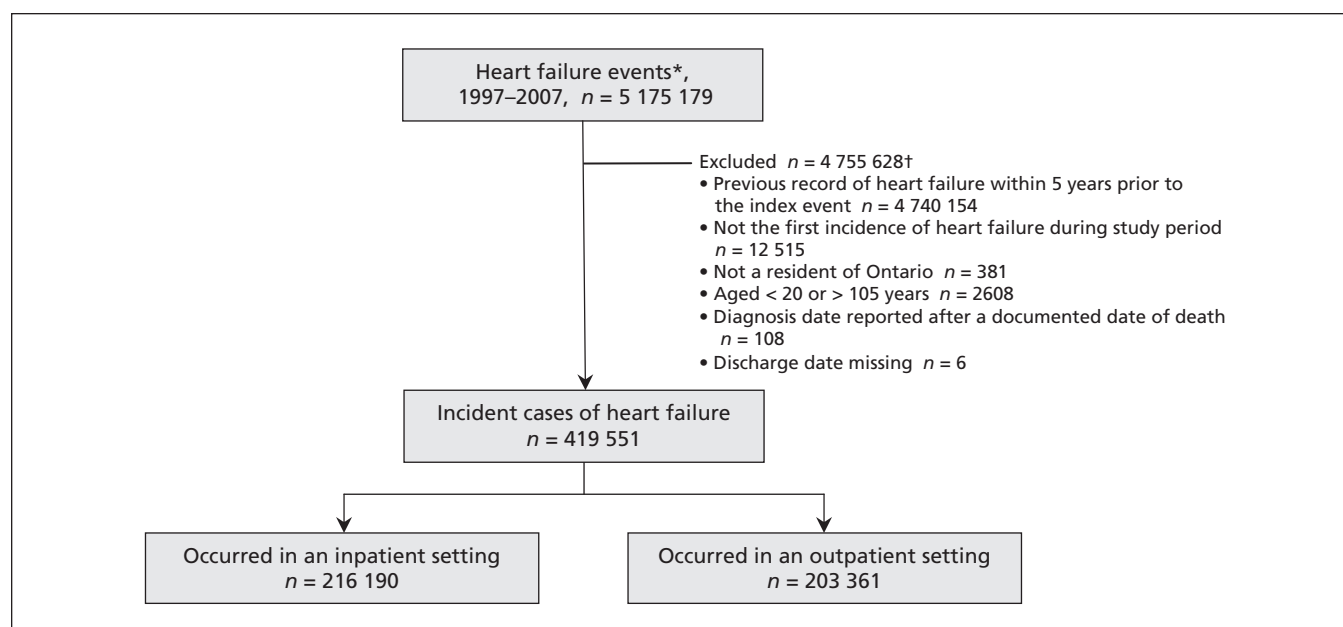 Heart failure events*,
1997–2007, n = 5 175 179
Excluded n = 4 755 628†
• Previous record of heart failure within 5 years prior to
the index event n = 4 740 154
• Not the first incidence of heart failure during study period
n = 12 515
• Not a resident of Ontario n = 381
• Aged < 20 or > 105 years n = 2608
• Diagnosis date reported after a documented date of death
n = 108
• Discharge date missing n = 6
Incident cases of heart failure
n = 419 551
Occurred in an inpatient setting
n = 216 190
Occurred in an outpatient setting
n = 203 361